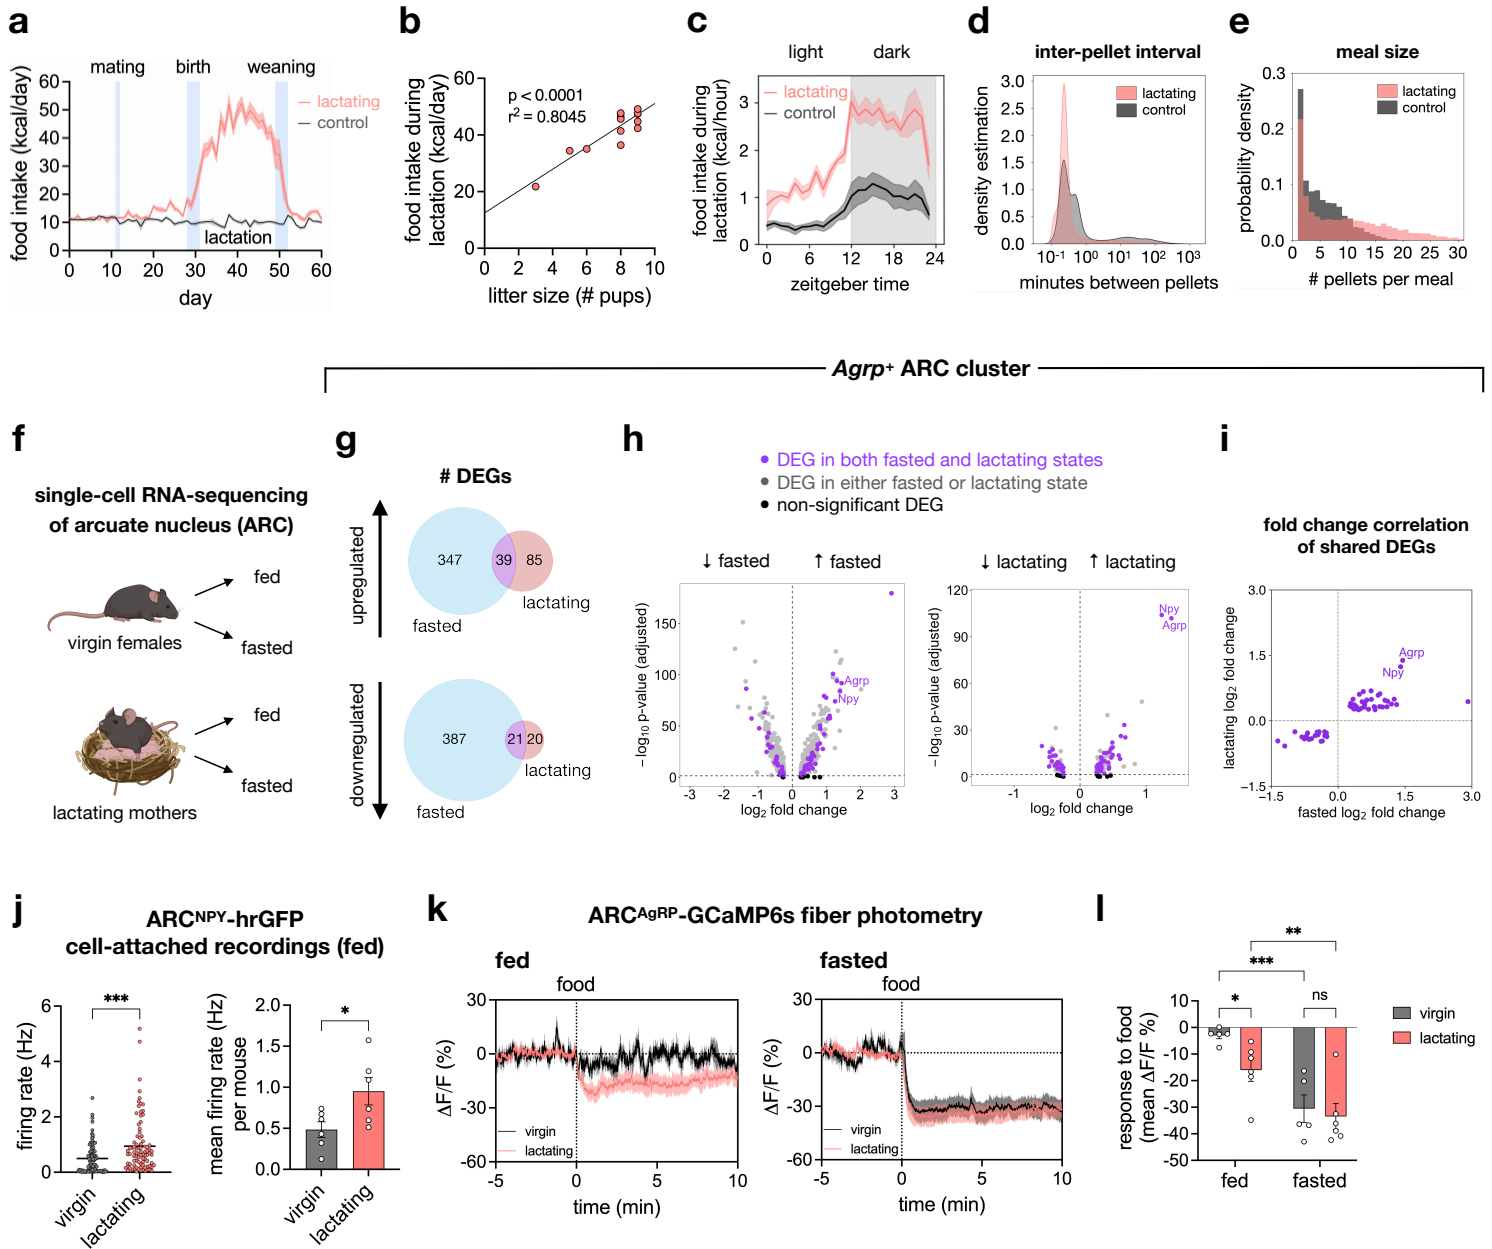 a
mating
birth
weaning
food intake (kcal/day)
60
50
40
30
20
10
0
lactating
control
lactation
0 10 20 30 40 50 60
day
b
food intake during
lactation (kcal/day)
60
40
20
0
p < 0.0001
r² = 0.8045
0 2 4 6 8 10
litter size (# pups)
c
light
dark
food intake during
lactation (kcal/hour)
3
2
1
0
lactating
control
0 6 12 18 24
zeitgeber time
d
inter-pellet interval
density estimation
3.0
2.5
2.0
1.5
1.0
0.5
0.0
lactating
control
10⁻¹ 10⁰ 10¹ 10² 10³
minutes between pellets
e
meal size
probability density
0.3
0.2
0.1
0.0
lactating
control
0 5 10 15 20 25 30
# pellets per meal
Agrp⁺ ARC cluster
f
single-cell RNA-sequencing
of arcuate nucleus (ARC)
fed
fasted
virgin females
fed
fasted
lactating mothers
g
# DEGs
upregulated
347
39
85
lactating
fasted
downregulated
387
21
20
lactating
fasted
h
DEG in both fasted and lactating states
DEG in either fasted or lactating state
non-significant DEG
↓ fasted
↑ fasted
−log₁₀ p-value (adjusted)
150
100
50
0
Agrp
Npy
-3 -2 -1 0 1 2 3
log₂ fold change
↓ lactating
↑ lactating
−log₁₀ p-value (adjusted)
120
90
60
30
0
Npy
Agrp
-1 0 1
log₂ fold change
i
fold change correlation
of shared DEGs
lactating log₂ fold change
3.0
1.5
0.0
−1.5
Agrp
Npy
−1.5 0.0 1.5 3.0
fasted log₂ fold change
j
ARCᴺᴾʸ-hrGFP
cell-attached recordings (fed)
firing rate (Hz)
6
4
2
0
***
virgin
lactating
mean firing rate (Hz)
per mouse
2.0
1.5
1.0
0.5
0.0
*
virgin
lactating
k
ARCᴬᵍᴿᴾ-GCaMP6s fiber photometry
fed
food
ΔF/F (%)
30
0
-30
-60
virgin
lactating
-5 0 5 10
time (min)
fasted
food
ΔF/F (%)
30
0
-30
-60
virgin
lactating
-5 0 5 10
time (min)
l
**
***
*
ns
response to food
(mean ΔF/F %)
10
0
-10
-20
-30
-40
-50
fed
fasted
virgin
lactating